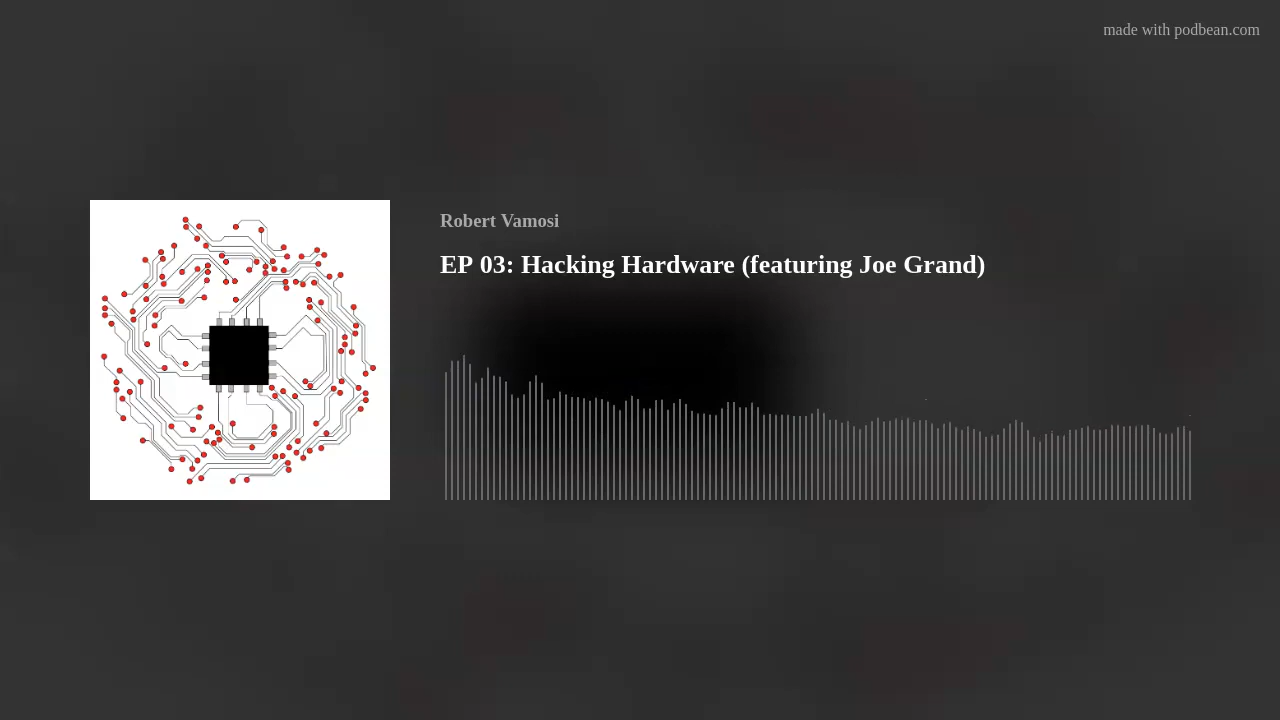 made with podbean.com
Robert Vamosi
EP 03: Hacking Hardware (featuring Joe Grand)